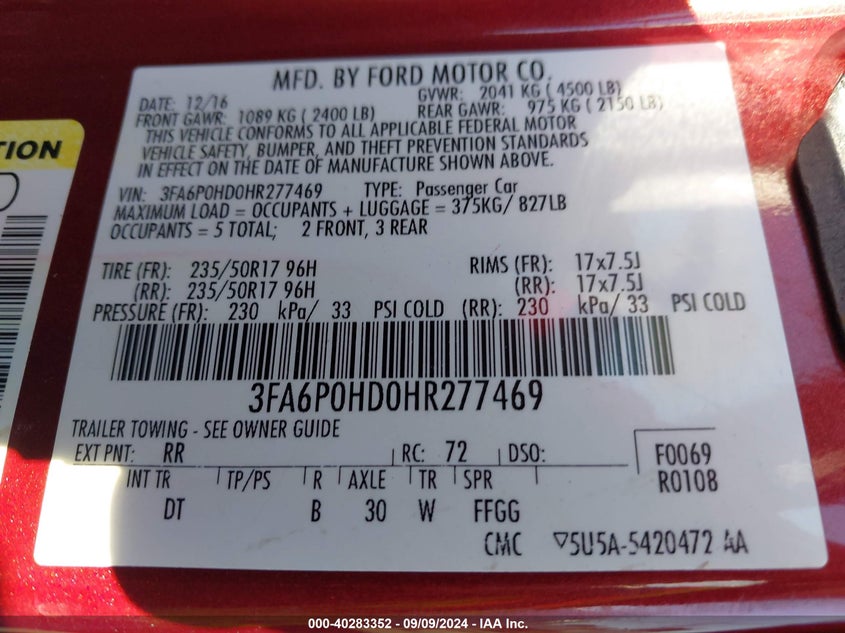 MFD. BY FORD MOTOR CO.
DATE: 12/16 GVWR: 2041 KG ( 4500 LB)
FRONT GAWR: 1089 KG ( 2400 LB) REAR GAWR: 975 KG ( 2150 LB)
THIS VEHICLE CONFORMS TO ALL APPLICABLE FEDERAL MOTOR
VEHICLE SAFETY, BUMPER, AND THEFT PREVENTION STANDARDS
IN EFFECT ON THE DATE OF MANUFACTURE SHOWN ABOVE.
TION
VIN: 3FA6P0HD0HR277469 TYPE: Passenger Car
MAXIMUM LOAD = OCCUPANTS + LUGGAGE = 375KG/ 827LB
OCCUPANTS = 5 TOTAL; 2 FRONT, 3 REAR
TIRE (FR): 235/50R17 96H RIMS (FR): 17x7.5J
(RR): 235/50R17 96H (RR): 17x7.5J
PRESSURE (FR): 230 kPa/ 33 PSI COLD (RR): 230 kPa/ 33 PSI COLD
3FA6P0HD0HR277469
TRAILER TOWING - SEE OWNER GUIDE
EXT PNT: RR RC: 72 DSO: F0069
INT TR TP/PS R AXLE TR SPR R0108
DT B 30 W FFGG
CMC ▽5U5A-5420472 AA
000-40283352 - 09/09/2024 - IAA Inc.